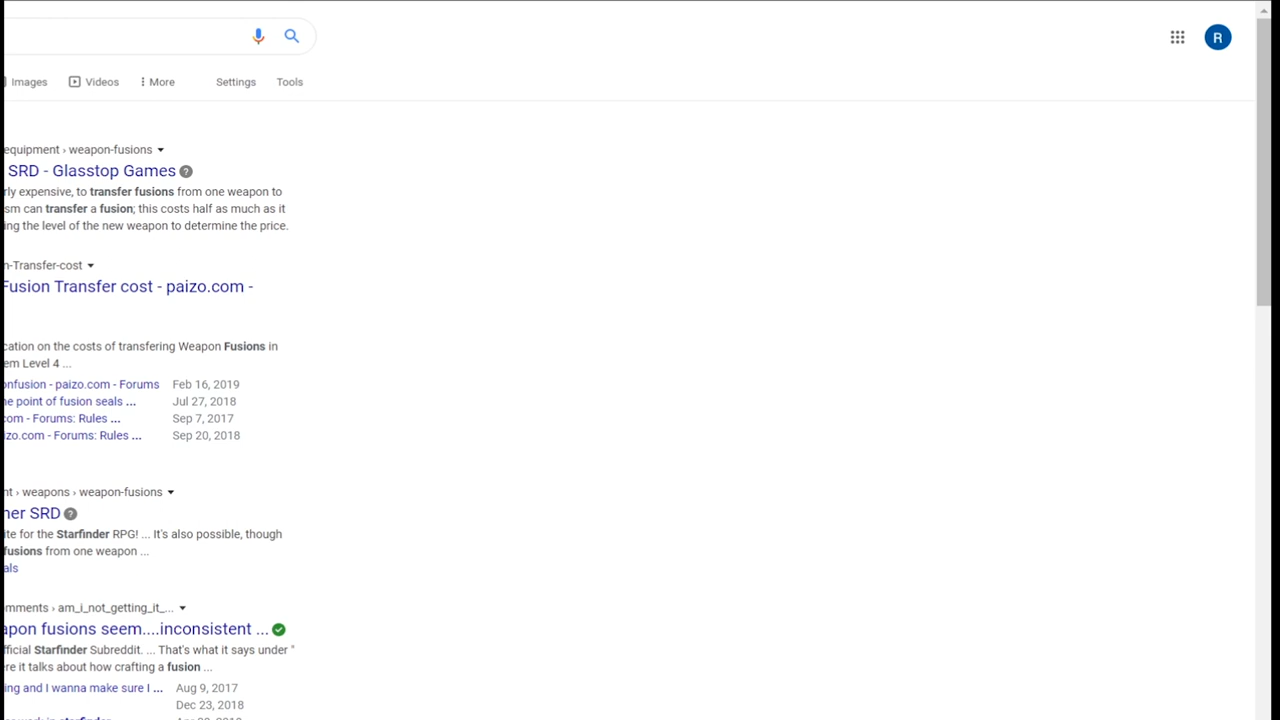 R
Images Videos More Settings Tools
equipment › weapon-fusions
SRD - Glasstop Games
rly expensive, to transfer fusions from one weapon to
sm can transfer a fusion; this costs half as much as it
ing the level of the new weapon to determine the price.
n-Transfer-cost
Fusion Transfer cost - paizo.com -
cation on the costs of transfering Weapon Fusions in
em Level 4 ...
onfusion - paizo.com - Forums Feb 16, 2019
he point of fusion seals ... Jul 27, 2018
com - Forums: Rules ... Sep 7, 2017
izo.com - Forums: Rules ... Sep 20, 2018
nt › weapons › weapon-fusions
ner SRD
ite for the Starfinder RPG! ... It's also possible, though
fusions from one weapon ...
als
omments › am_i_not_getting_it_...
apon fusions seem....inconsistent ...
fficial Starfinder Subreddit. ... That's what it says under "
ere it talks about how crafting a fusion ...
ing and I wanna make sure I ... Aug 9, 2017
Dec 23, 2018